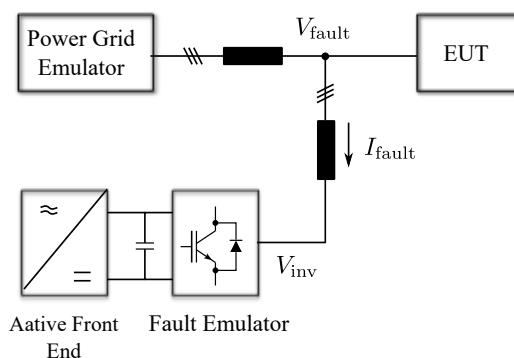 Power Grid
Emulator
V_fault
EUT
I_fault
V_inv
Aative Front
End
Fault Emulator